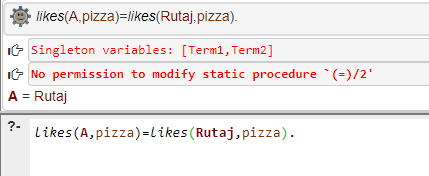 likes(A,pizza)=likes(Rutaj,pizza).
Singleton variables: [Term1,Term2]
No permission to modify static procedure `(=)/2'
A = Rutaj
?- likes(A,pizza)=likes(Rutaj,pizza).